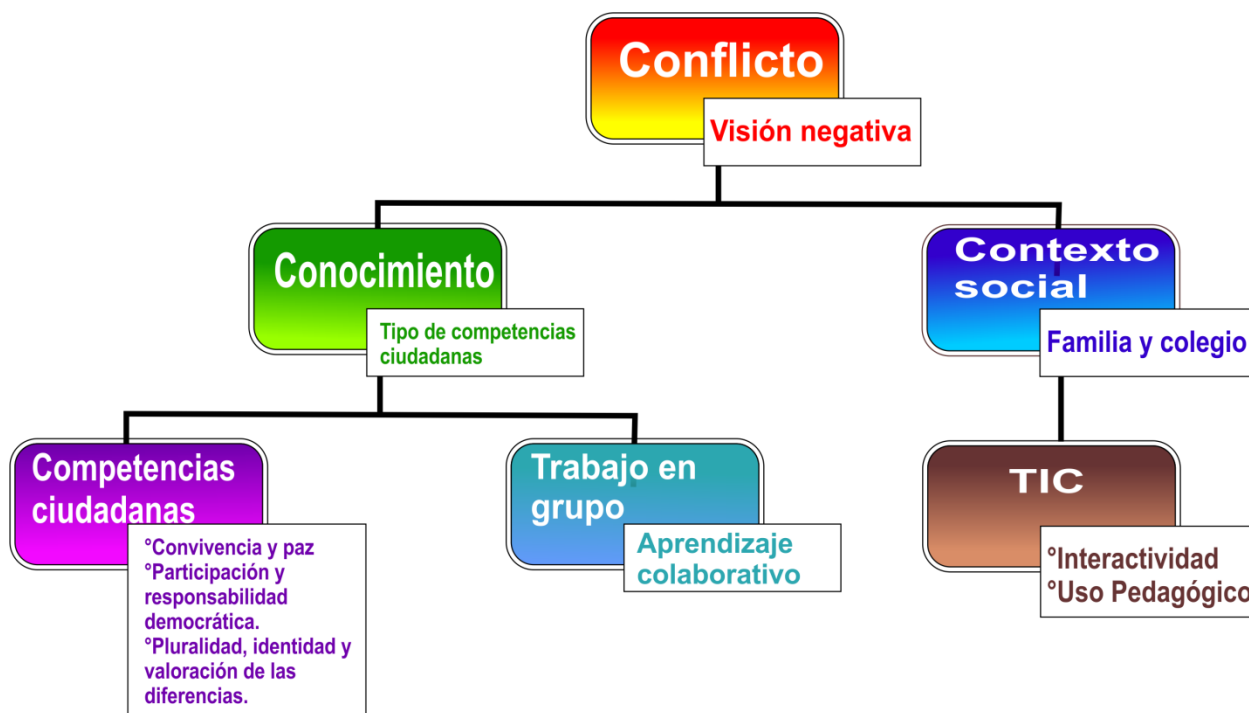 Conflicto
Visión negativa
Conocimiento
Tipo de competencias
ciudadanas
Contexto
social
Familia y colegio
Competencias
ciudadanas
°Convivencia y paz
°Participación y
responsabilidad
democrática.
°Pluralidad, identidad y
valoración de las
diferencias.
Trabajo en
grupo
Aprendizaje
colaborativo
TIC
°Interactividad
°Uso Pedagógico